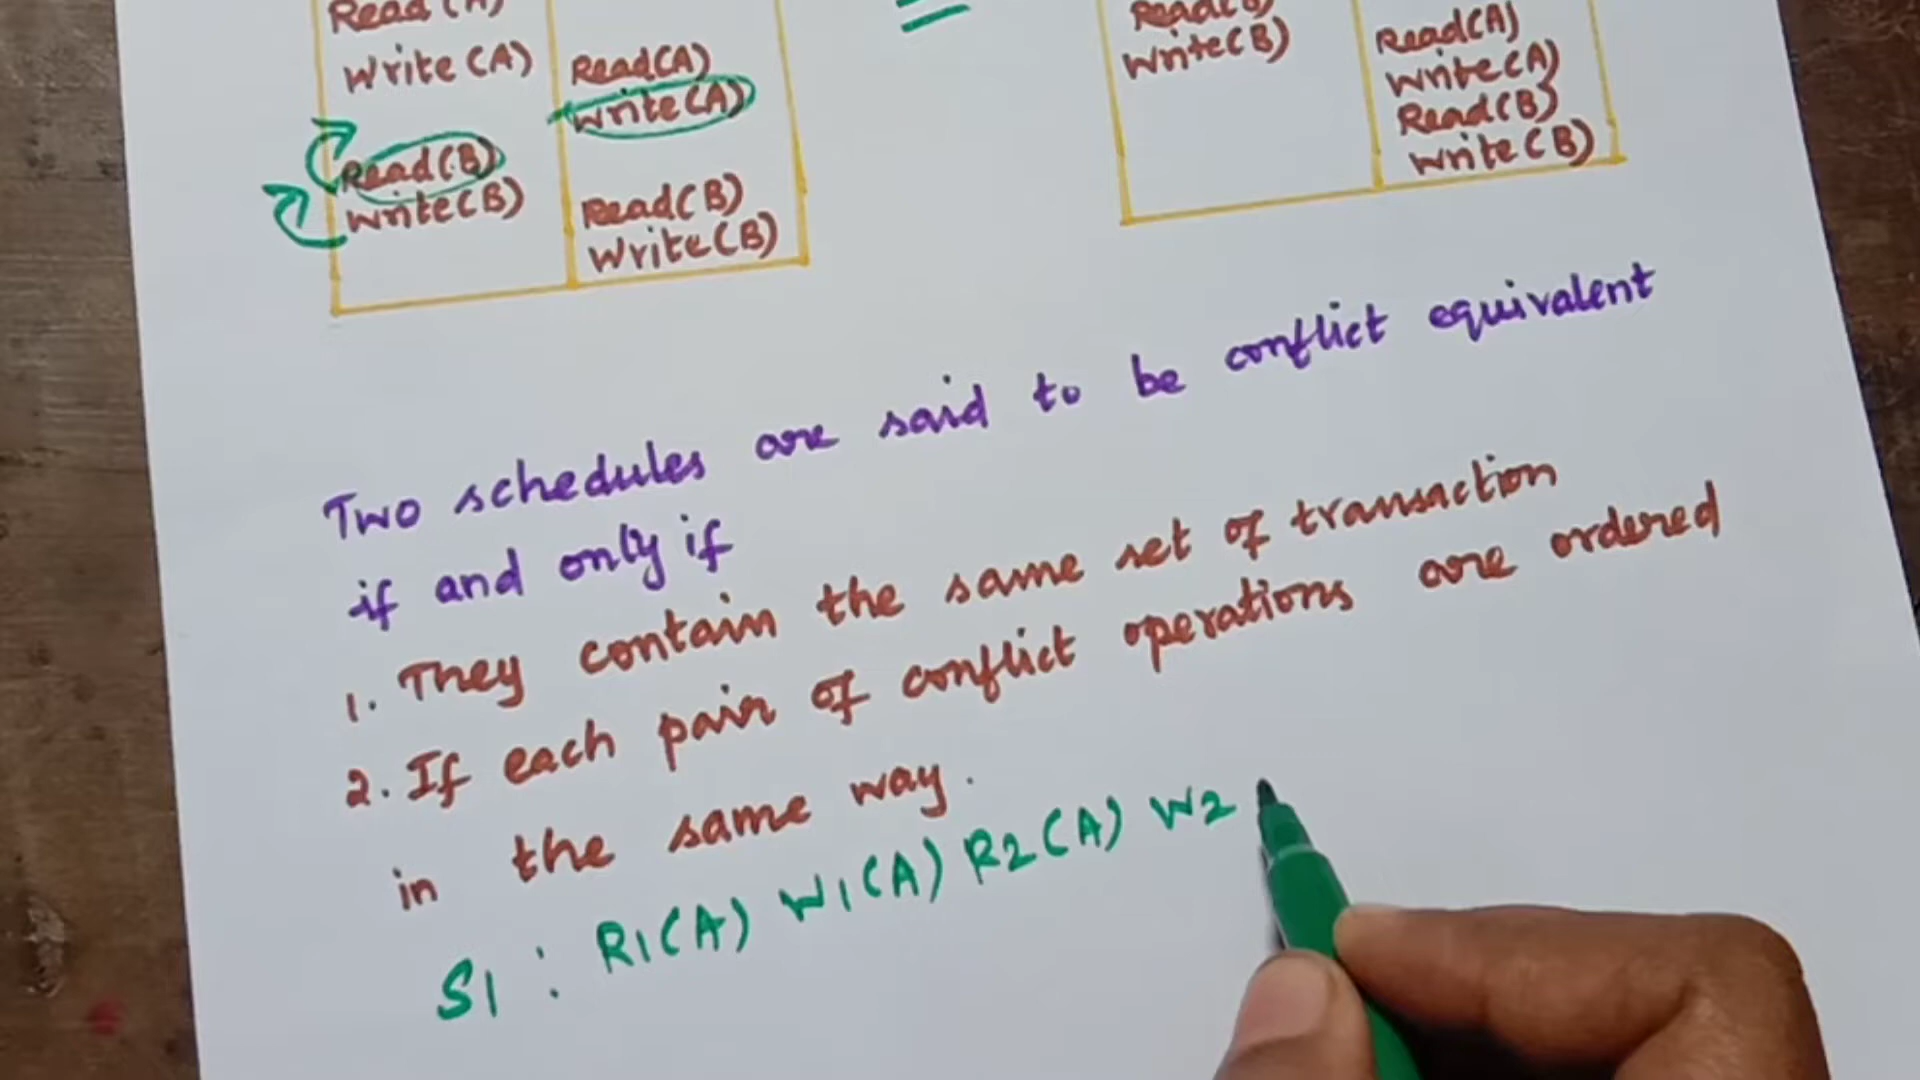 Read(A)
Write(A)
Read(B)
Write(B)
Read(A)
Write(A)
Read(B)
Write(B)
Read(B)
Write(B)
Read(A)
Write(A)
Read(B)
Write(B)
Two schedules are said to be conflict equivalent
if and only if
1. They contain the same set of transaction
2. If each pair of conflict operations are ordered
in the same way.
S1 : R1(A) W1(A) R2(A) W2